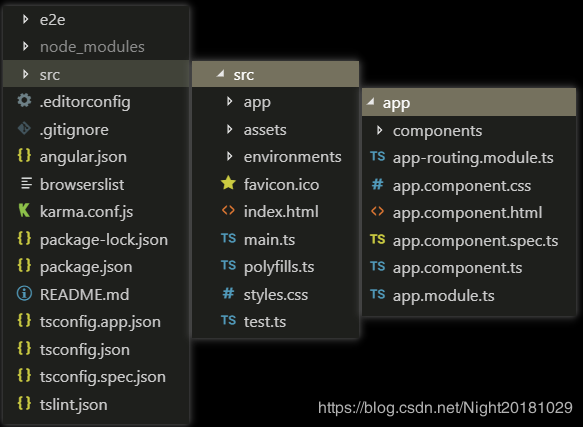 e2e
node_modules
src
.editorconfig
.gitignore
angular.json
browserslist
karma.conf.js
package-lock.json
package.json
README.md
tsconfig.app.json
tsconfig.json
tsconfig.spec.json
tslint.json
src
app
assets
environments
favicon.ico
index.html
TS main.ts
TS polyfills.ts
# styles.css
TS test.ts
app
components
TS app-routing.module.ts
# app.component.css
app.component.html
TS app.component.spec.ts
TS app.component.ts
TS app.module.ts
https://blog.csdn.net/Night20181029